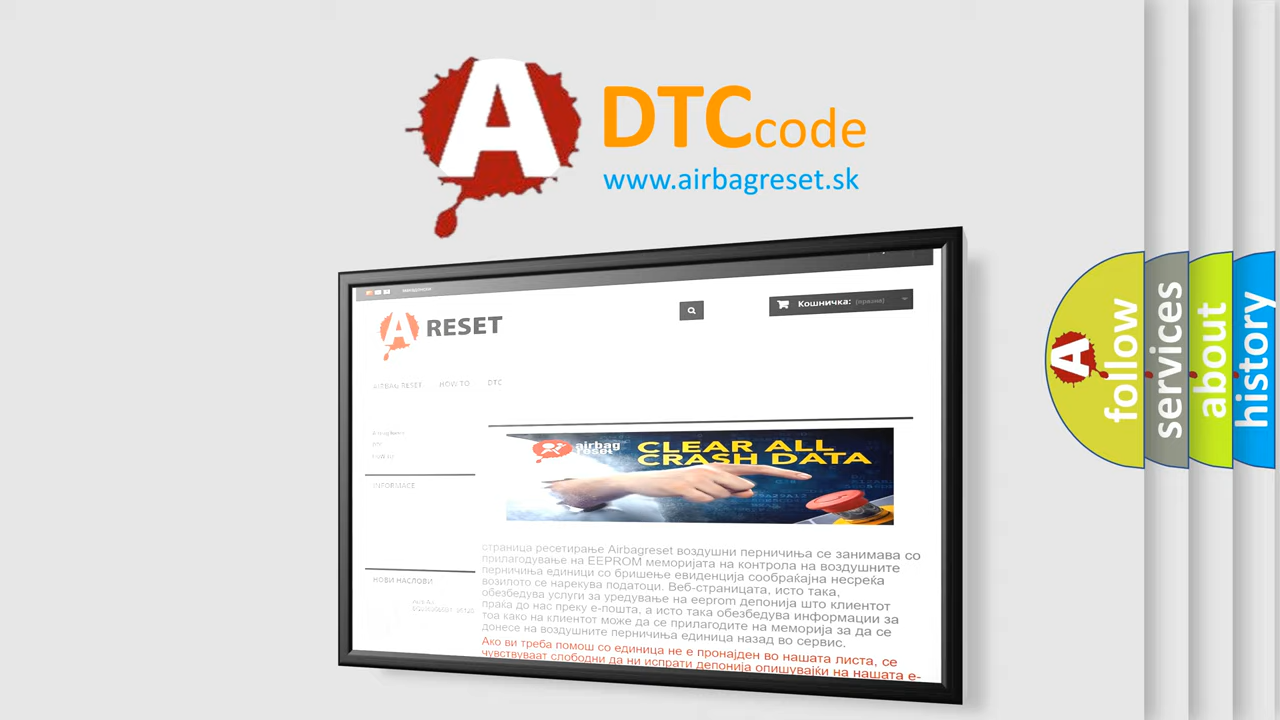 A DTCcode
www.airbagreset.sk
A RESET
Кошничка: (празни)
AIRBAG RESET HOW TO DTC
INFORMACE
НОВИ НАСЛОВИ
airbag
reset
CLEAR ALL
CRASH DATA
страница ресетирање Airbagreset воздушни перничиња се занимава со
прилагодување на EEPROM меморијата на контрола на воздушните
перничиња единици со бришење евиденција сообраќајна несреќа
возилото се нарекува податоци. Веб-страницата, исто така,
обезбедува услуги за уредување на eeprom депонија што клиентот
праќа до нас преку е-пошта, а исто така обезбедува информации за
тоа како на клиентот може да се прилагодите на меморија за да се
донесе на воздушните перничиња единица назад во сервис.
Ако ви треба помош со единица не е пронајден во нашата листа, се
чувствуваат слободни да ни испрати депонија опишувајќи на нашата е-
A
follow
services
about
history